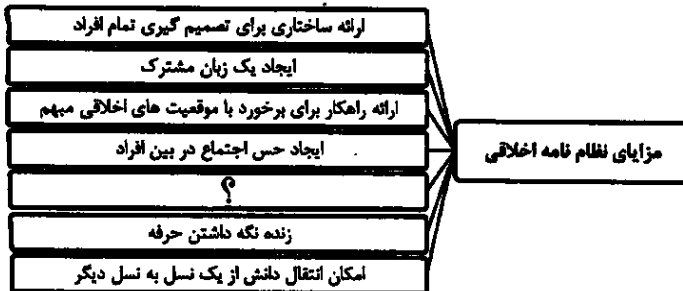 ارائه ساختاری برای تصمیم گیری تمام افراد
ایجاد یک زبان مشترک
ارائه راهکار برای برخورد با موقعیت های اخلاقی مبهم
ایجاد حس اجتماع در بین افراد
؟
زنده نگه داشتن حرفه
امکان انتقال دانش از یک نسل به نسل دیگر
مزایای نظام نامه اخلاقی